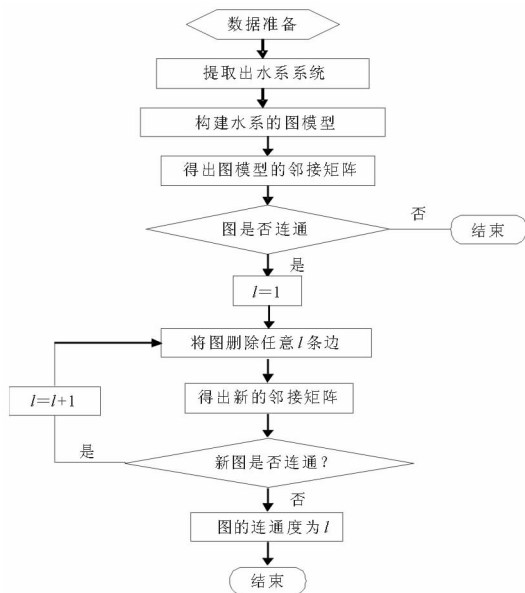 数据准备
提取出水系系统
构建水系的图模型
得出图模型的邻接矩阵
图是否连通
否
结束
是
l=1
将图删除任意l条边
l=l+1
得出新的邻接矩阵
是
新图是否连通？
否
图的连通度为l
结束